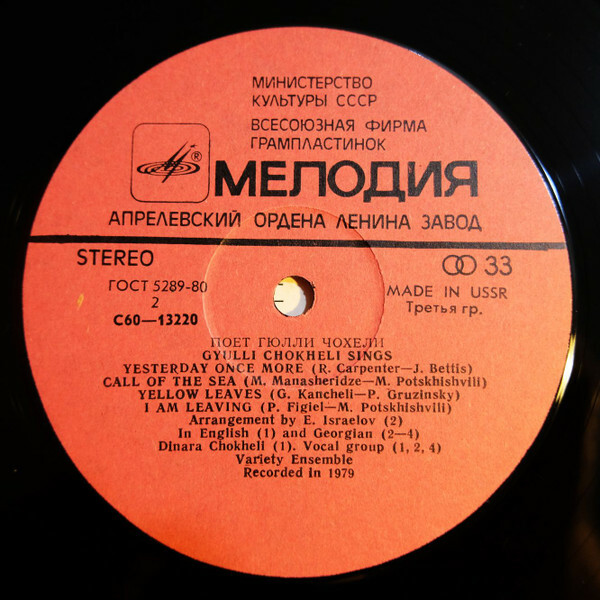 МИНИСТЕРСТВО
КУЛЬТУРЫ СССР
ВСЕСОЮЗНАЯ ФИРМА
ГРАМПЛАСТИНОК
®
МЕЛОДИЯ
АПРЕЛЕВСКИЙ ОРДЕНА ЛЕНИНА ЗАВОД
STEREO
33
ГОСТ 5289-80
MADE IN USSR
2
Третья гр.
С60—13220
ПОЕТ ГЮЛЛИ ЧОХЕЛИ
GYULLI CHOKHELI SINGS
YESTERDAY ONCE MORE (R. Carpenter—J. Bettis)
CALL OF THE SEA (M. Manasheridze—M. Potskhishvili)
YELLOW LEAVES (G. Kancheli—P. Gruzinsky)
I AM LEAVING (P. Figiel—M. Potskhishvili)
Arrangement by E. Israelov (2)
In English (1) and Georgian (2—4)
Dinara Chokheli (1). Vocal group (1, 2, 4)
Variety Ensemble
Recorded in 1979